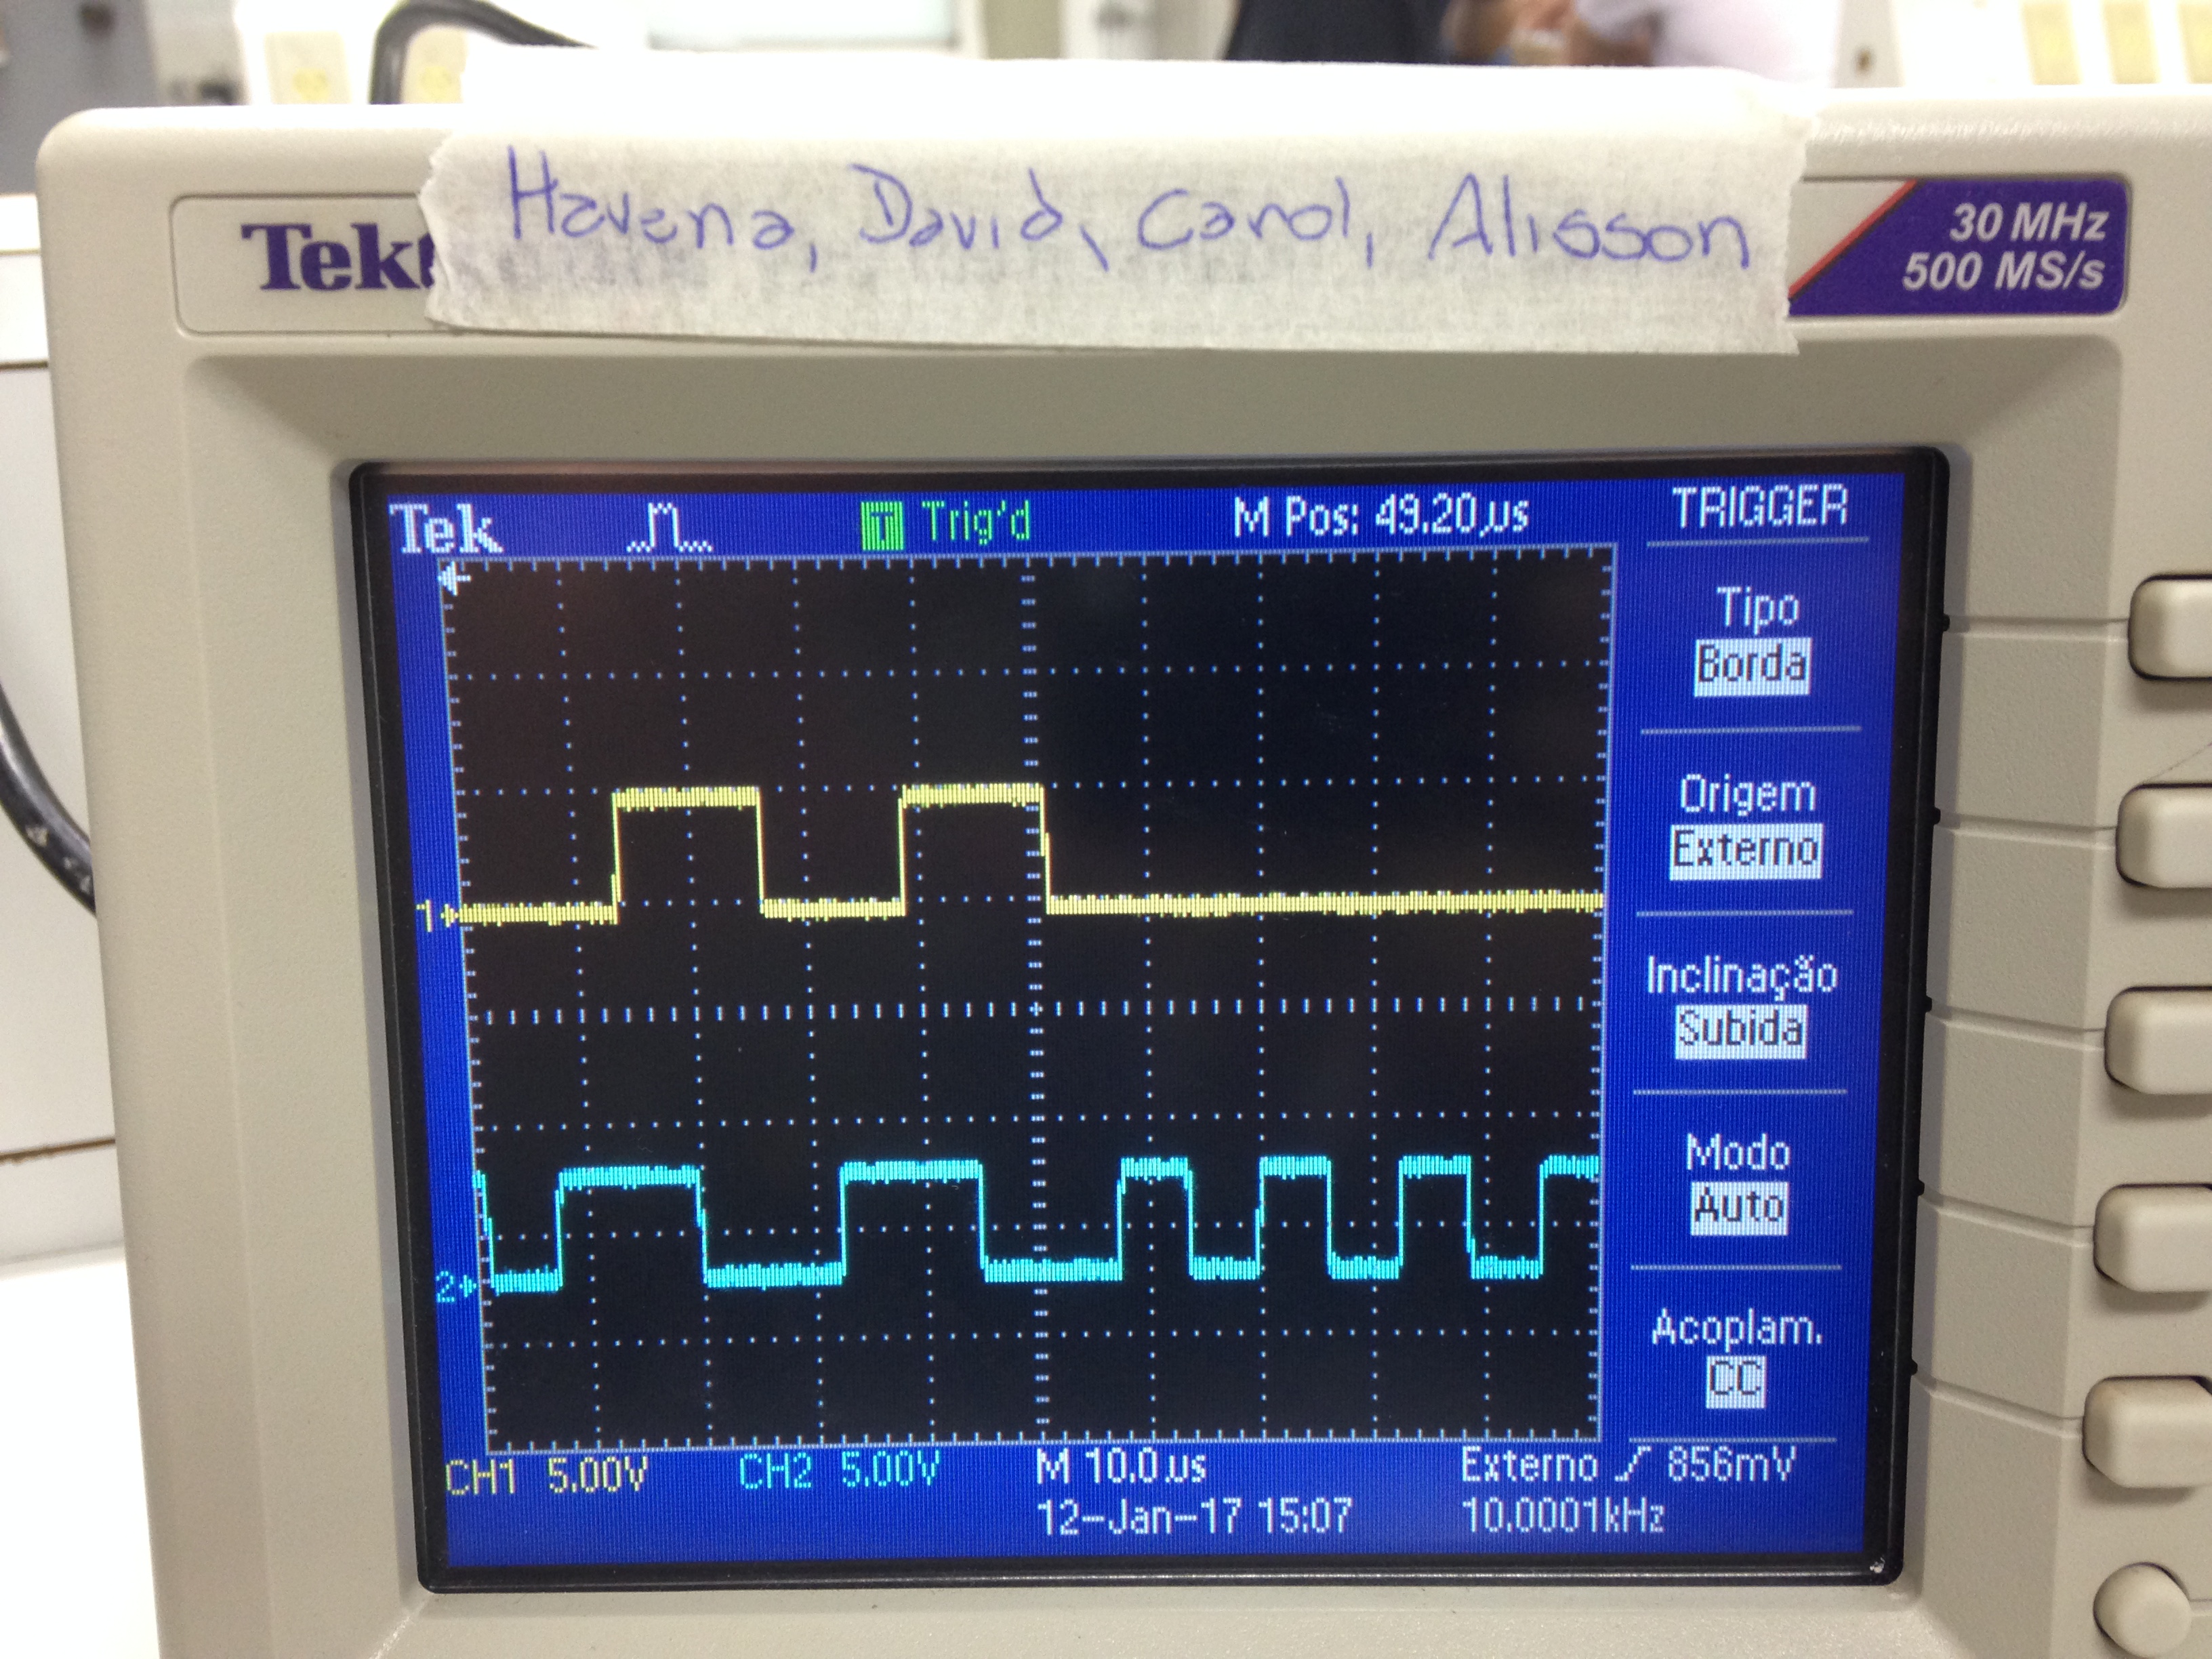 Havena, David, Carol, Alisson
Tekt
30 MHz
500 MS/s
Tek T Trig'd M Pos: 49.20µs TRIGGER
Tipo
Borda
Origem
Externo
Inclinação
Subida
Modo
Auto
Acoplam.
CC
1
2
CH1 5.00V CH2 5.00V M 10.0µs Externo 856mV
12-Jan-17 15:07 10.0001kHz